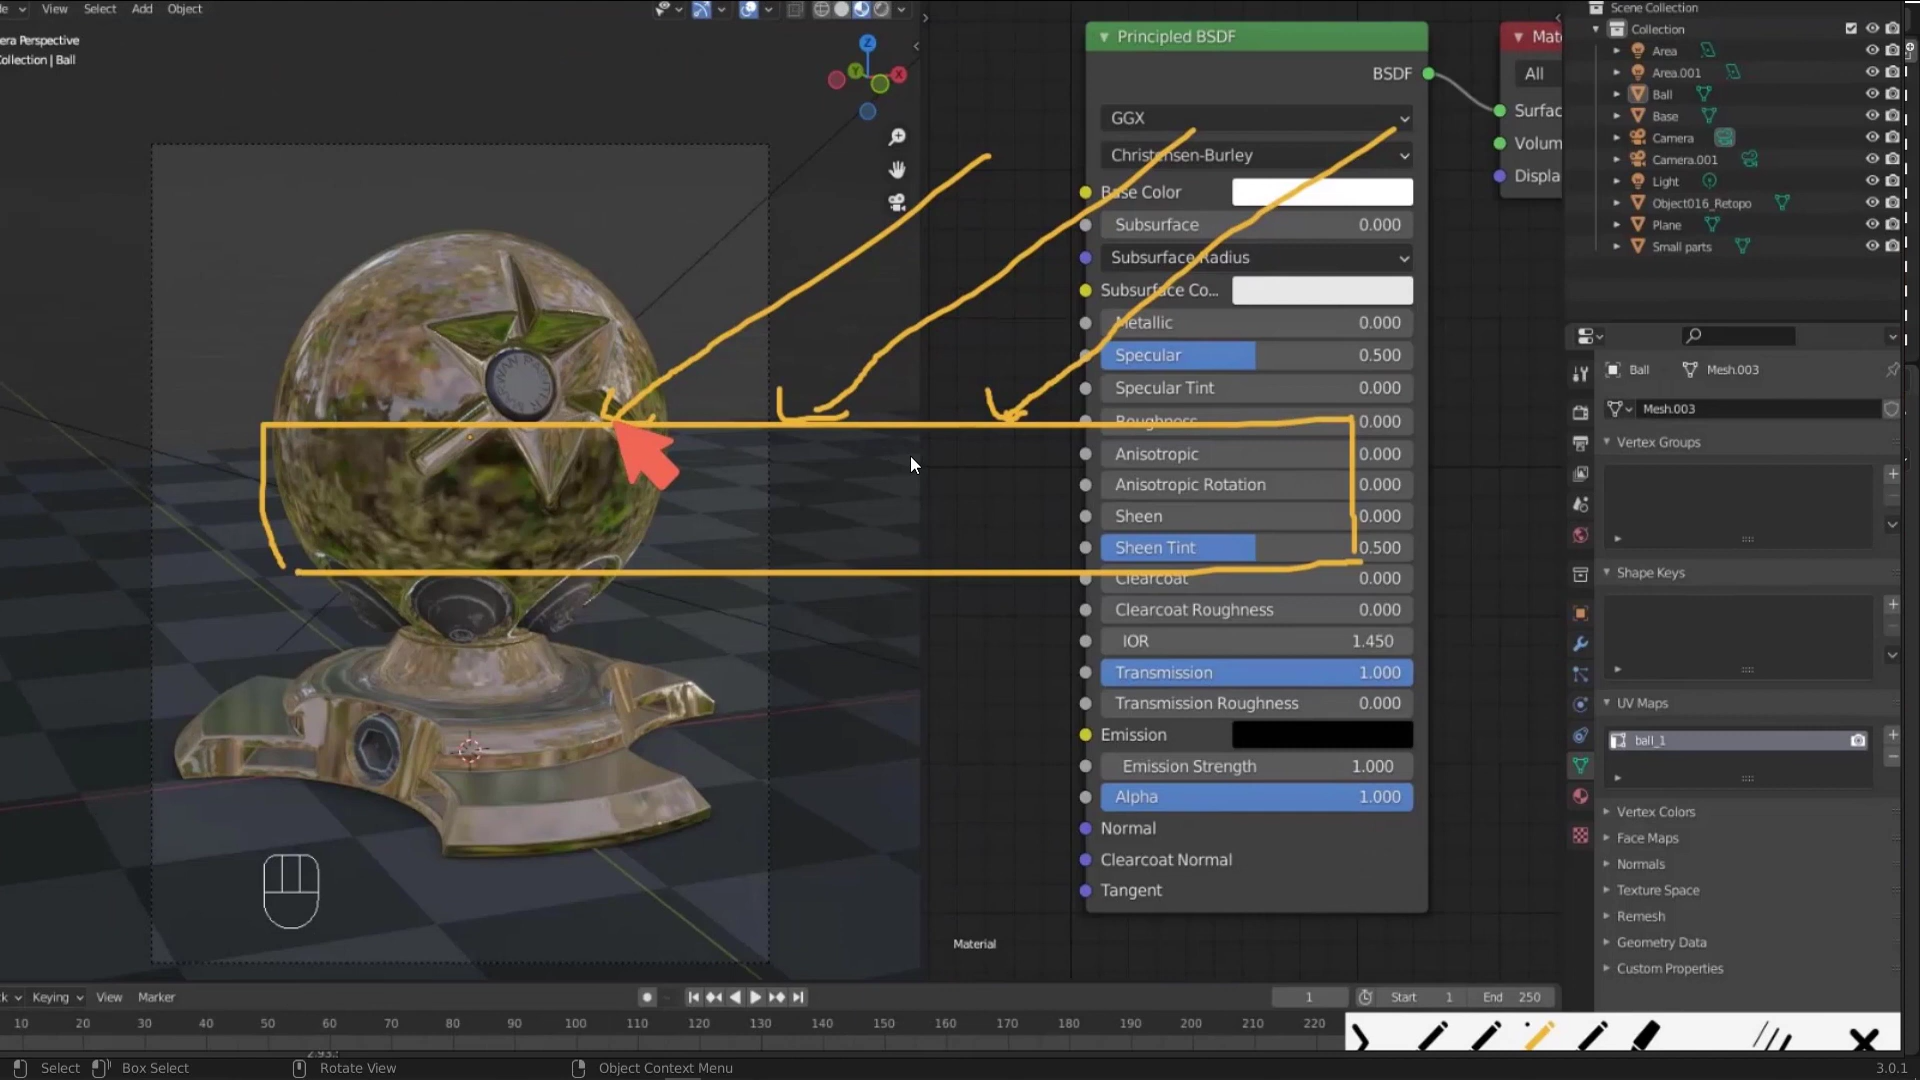 de View Select Add Object
era Perspective
Collection | Ball
Z
Y
X
Principled BSDF
BSDF
GGX
Christensen-Burley
Base Color
Subsurface 0.000
Subsurface Radius
Subsurface Co...
Metallic 0.000
Specular 0.500
Specular Tint 0.000
Roughness 0.000
Anisotropic 0.000
Anisotropic Rotation 0.000
Sheen 0.000
Sheen Tint 0.500
Clearcoat 0.000
Clearcoat Roughness 0.000
IOR 1.450
Transmission 1.000
Transmission Roughness 0.000
Emission
Emission Strength 1.000
Alpha 1.000
Normal
Clearcoat Normal
Tangent
Material
Mate
All
Surfac
Volum
Displa
Scene Collection
Collection
Area
Area.001
Ball
Base
Camera
Camera.001
Light
Object016_Retopo
Plane
Small parts
Ball Mesh.003
Mesh.003
Vertex Groups
Shape Keys
UV Maps
ball_1
Vertex Colors
Face Maps
Normals
Texture Space
Remesh
Geometry Data
Custom Properties
ck Keying View Marker
1 Start 1 End 250
10 20 30 40 50 60 70 80 90 100 110 120 130 140 150 160 170 180 190 200 210 220
Select Box Select Rotate View Object Context Menu 3.0.1